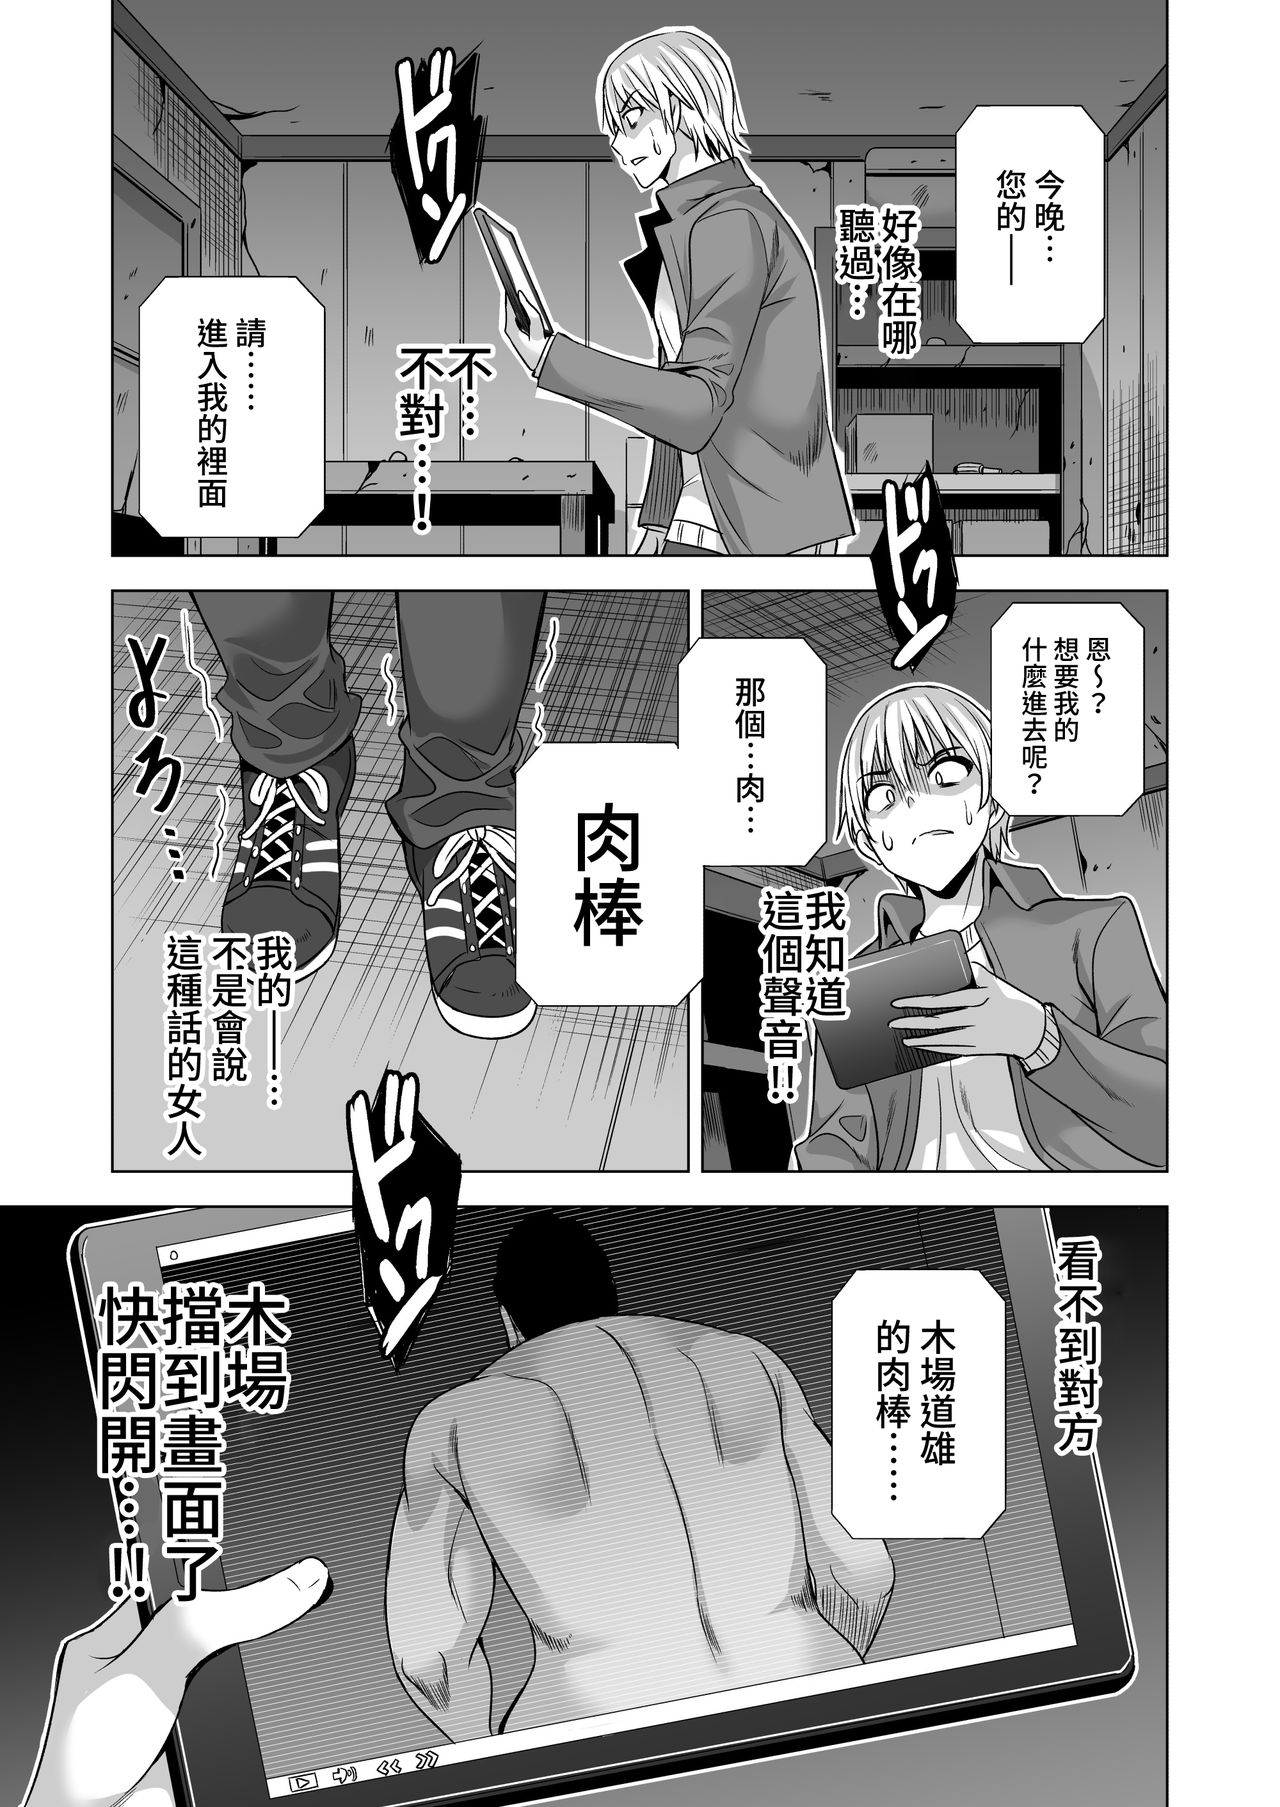 今晚…
您的──
好像在哪
聽過…
ドクン
不…
不對……!
請……
進入我的裡面
恩～?
想要我的
什麼進去呢?
ドクン
我知道
這個聲音!!
那個…肉…
肉棒
よろ…
我的──…
不是會說
這種話的女人
看不到對方
木場道雄
的肉棒……
ドクン
木場
擋到畫面了
快閃開……!!